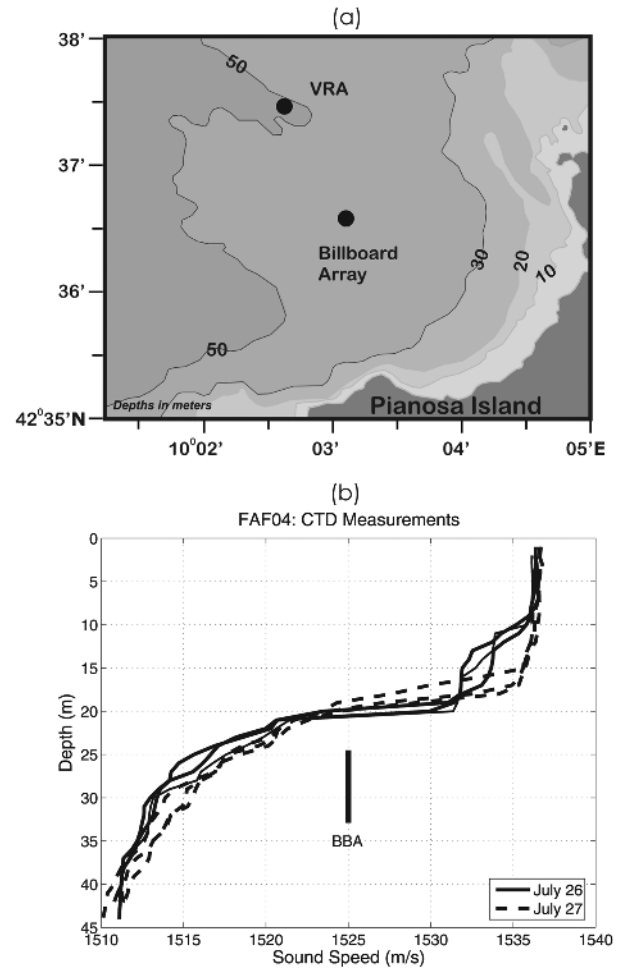 (a)
38'
50
VRA
37'
Billboard
Array
30
20
10
36'
50
Depths in meters
Pianosa Island
42°35'N
10°02'
03'
04'
05'E
(b)
FAF04: CTD Measurements
0
5
10
15
20
25
30
35
40
45
Depth (m)
BBA
July 26
July 27
1510
1515
1520
1525
1530
1535
1540
Sound Speed (m/s)